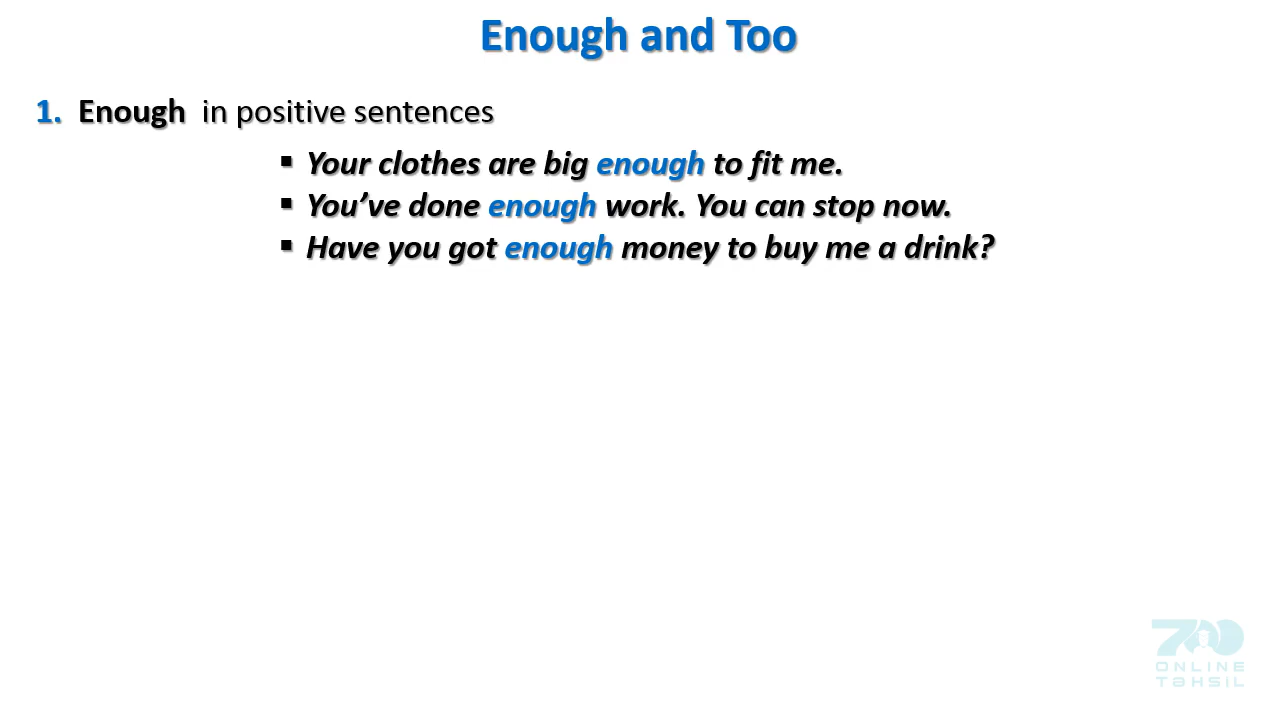 Enough and Too
1. Enough in positive sentences
▪ Your clothes are big enough to fit me.
▪ You’ve done enough work. You can stop now.
▪ Have you got enough money to buy me a drink?
700
ONLINE
TƏHSIL